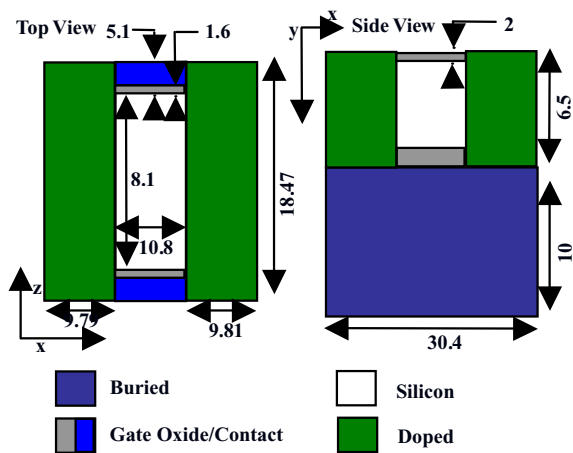 Top View
5.1
1.6
x
y
Side View
2
6.5
8.1
18.47
10.8
10
z
9.79
9.81
x
30.4
Buried
Silicon
Gate Oxide/Contact
Doped